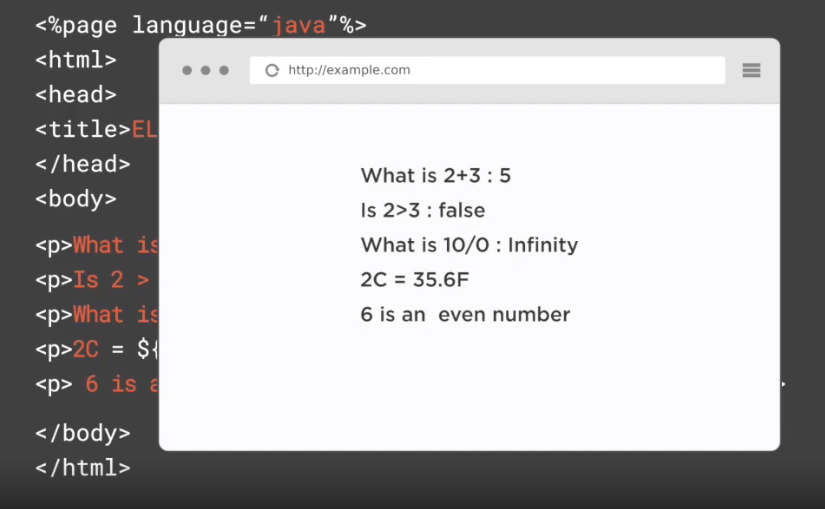 <%page language=“java”%>
<html>
<head>
<title>EL
</head>
<body>
<p>What is
<p>Is 2 >
<p>What is
<p>2C = ${
<p> 6 is a
</body>
</html>
http://example.com
What is 2+3 : 5
Is 2>3 : false
What is 10/0 : Infinity
2C = 35.6F
6 is an  even number